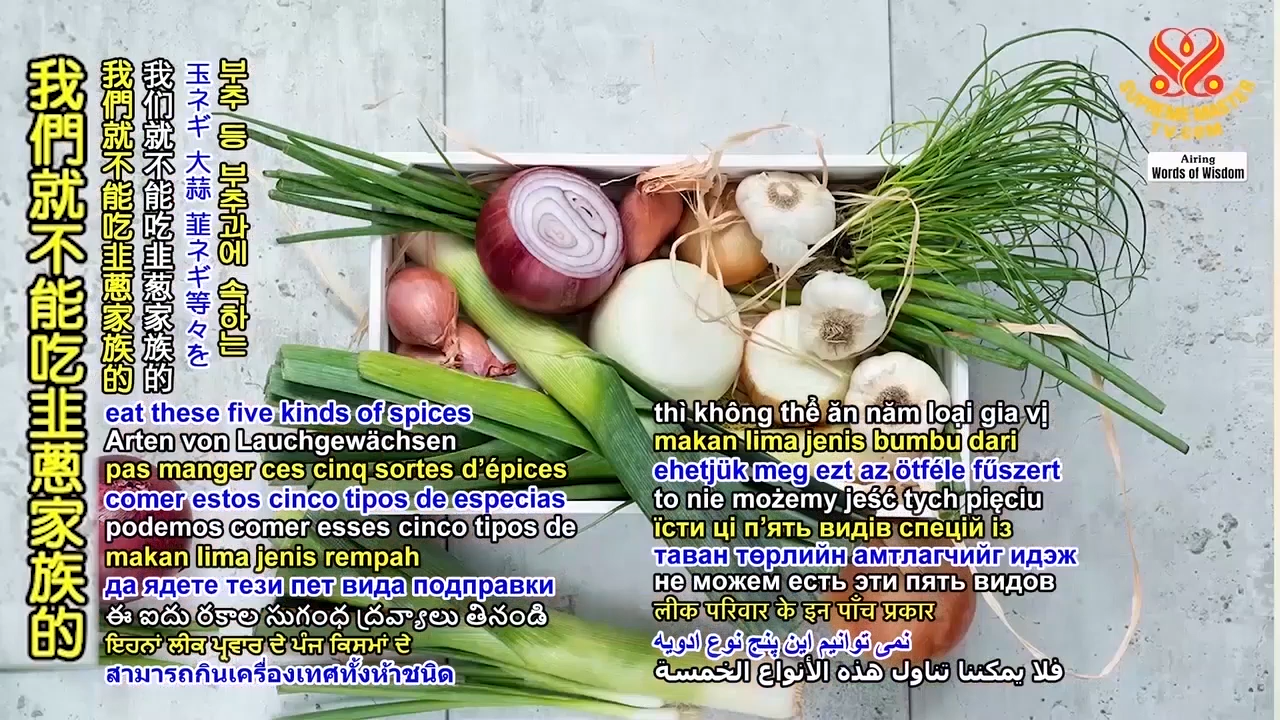 我們就不能吃韭蔥家族的
我們就不能吃韭蔥家族的
我们就不能吃韭葱家族的
玉ネギ 大蒜 韮ネギ等々を
부추 등 부추과에 속하는
SUPREME MASTER
TV.COM
Airing
Words of Wisdom
eat these five kinds of spices
Arten von Lauchgewächsen
pas manger ces cinq sortes d’épices
comer estos cinco tipos de especias
podemos comer esses cinco tipos de
makan lima jenis rempah
да ядете тези пет вида подправки
ఈ ఐదు రకాల సుగంధ ద్రవ్యాలు తినండి
ਇਹਨਾਂ ਲੀਕ ਪ੍ਰਵਾਰ ਦੇ ਪੰਜ ਕਿਸਮਾਂ ਦੇ
สามารถกินเครื่องเทศทั้งห้าชนิด
thì không thể ăn năm loại gia vị
makan lima jenis bumbu dari
ehetjük meg ezt az ötféle fűszert
to nie możemy jeść tych pięciu
їсти ці п’ять видів спецій із
таван төрлийн амтлагчийг идэж
не можем есть эти пять видов
लीक परिवार के इन पाँच प्रकार
نمی توانیم این پنج نوع ادویه
فلا يمكننا تناول هذه الأنواع الخمسة